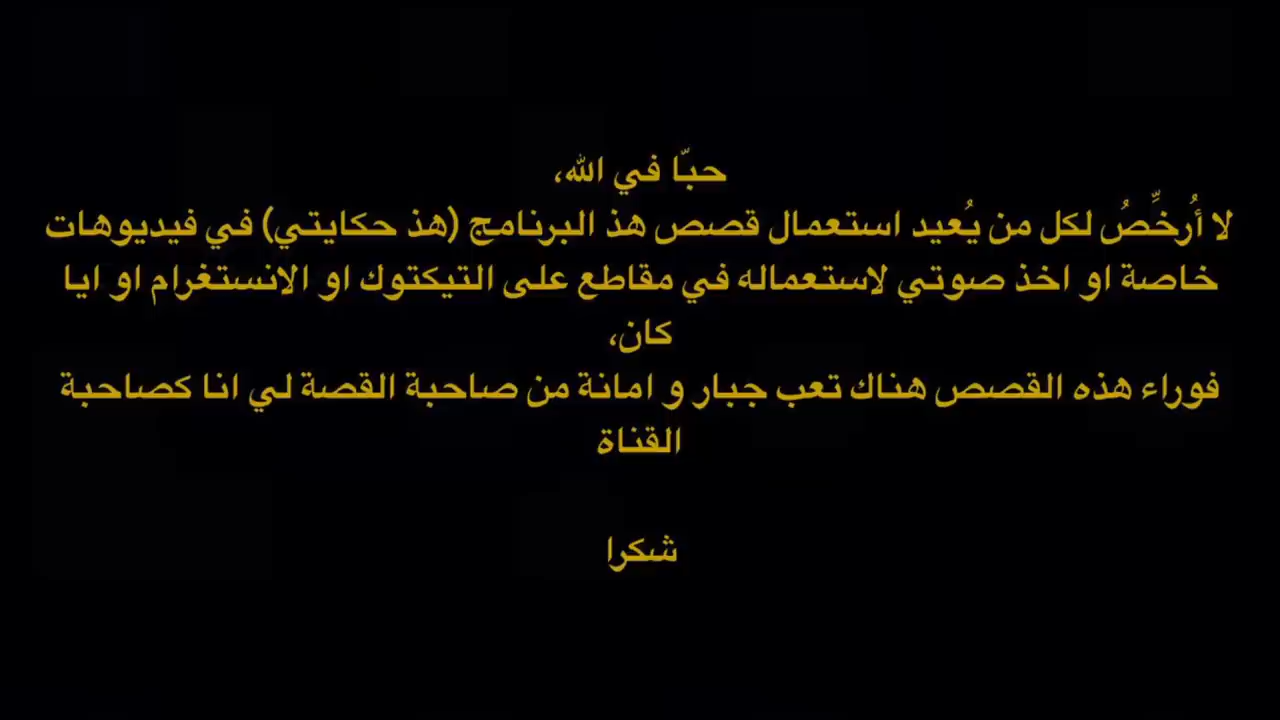 حبّا في الله،
لا أُرخِّصُ لكل من يُعيد استعمال قصص هذ البرنامج (هذ حكايتي) في فيديوهات
خاصة او اخذ صوتي لاستعماله في مقاطع على التيكتوك او الانستغرام او ايا
كان،
فوراء هذه القصص هناك تعب جبار و امانة من صاحبة القصة لي انا كصاحبة
القناة
شكرا